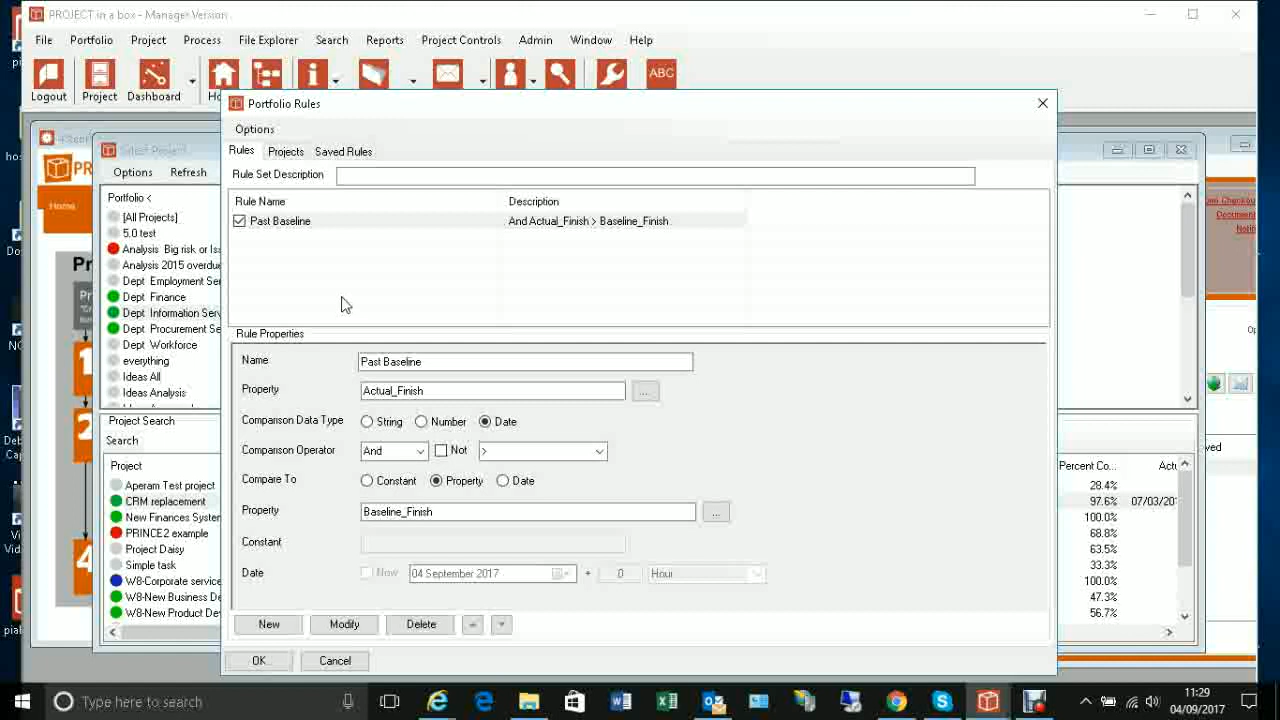 PROJECT in a box - Manager Version
File Portfolio Project Process File Explorer Search Reports Project Controls Admin Window Help
Logout Project Dashboard
ABC
Portfolio Rules
Options
Rules Projects Saved Rules
Rule Set Description
Rule Name Description
Past Baseline And Actual_Finish > Baseline_Finish
Rule Properties
Name Past Baseline
Property Actual_Finish ...
Comparison Data Type String Number Date
Comparison Operator And Not >
Compare To Constant Property Date
Property Baseline_Finish ...
Constant
Date Now 04 September 2017 + 0 Hour
New Modify Delete
OK Cancel
Home
Select Project
Options Refresh
Portfolio <
[All Projects]
5.0 test
Analysis Big risk or Iss
Analysis 2015 overdu
Dept Employment Ser
Dept Finance
Dept Information Serv
Dept Procurement Se
Dept Workforce
everything
Ideas All
Ideas Analysis
Project Search
Search
Project Percent Co... Actu
Aperam Test project 28.4%
CRM replacement 97.6% 07/03/20
New Finances System 100.0%
PRINCE2 example 68.8%
Project Daisy 63.5%
Simple task 33.3%
W8-Corporate service 100.0%
W8-New Business De 47.3%
W8-New Product Dev 56.7%
Type here to search
11:29
04/09/2017